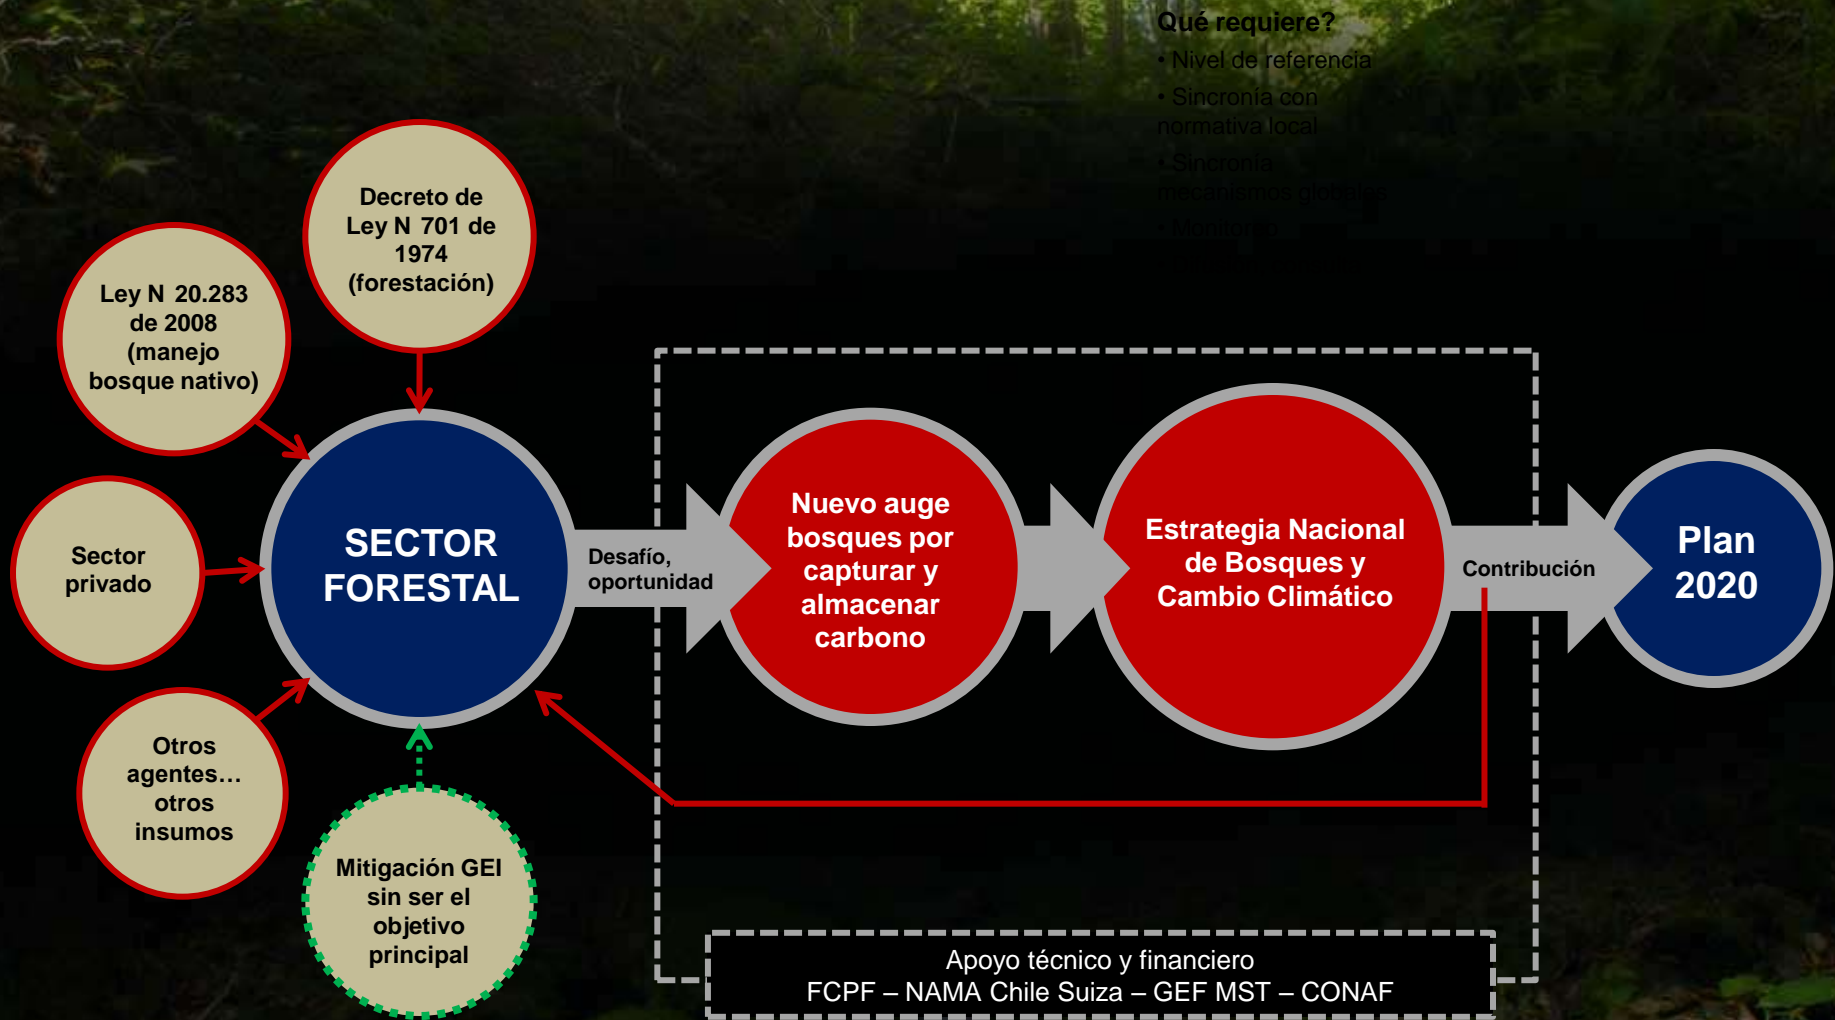 Qué requiere?
• Nivel de referencia
• Sincronía con
normativa local
• Sincronía
mecanismos globales
• Monitoreo
Decreto de
Ley N 701 de
1974
(forestación)
Ley N 20.283
de 2008
(manejo
bosque nativo)
Sector
privado
Otros
agentes…
otros
insumos
Mitigación GEI
sin ser el
objetivo
principal
SECTOR
FORESTAL
Desafío,
oportunidad
Nuevo auge
bosques por
capturar y
almacenar
carbono
Estrategia Nacional
de Bosques y
Cambio Climático
Contribución
Plan
2020
Apoyo técnico y financiero
FCPF – NAMA Chile Suiza – GEF MST – CONAF